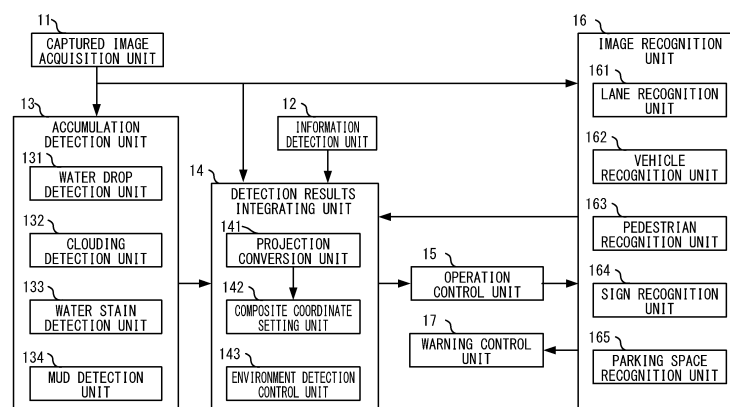 11
CAPTURED IMAGE
ACQUISITION UNIT
13
ACCUMULATION
DETECTION UNIT
131
WATER DROP
DETECTION UNIT
132
CLOUDING
DETECTION UNIT
133
WATER STAIN
DETECTION UNIT
134
MUD DETECTION
UNIT
12
INFORMATION
DETECTION UNIT
14
DETECTION RESULTS
INTEGRATING UNIT
141
PROJECTION
CONVERSION UNIT
142
COMPOSITE COORDINATE
SETTING UNIT
143
ENVIRONMENT DETECTION
CONTROL UNIT
15
OPERATION
CONTROL UNIT
17
WARNING CONTROL
UNIT
16
IMAGE RECOGNITION
UNIT
161
LANE RECOGNITION
UNIT
162
VEHICLE
RECOGNITION UNIT
163
PEDESTRIAN
RECOGNITION UNIT
164
SIGN RECOGNITION
UNIT
165
PARKING SPACE
RECOGNITION UNIT